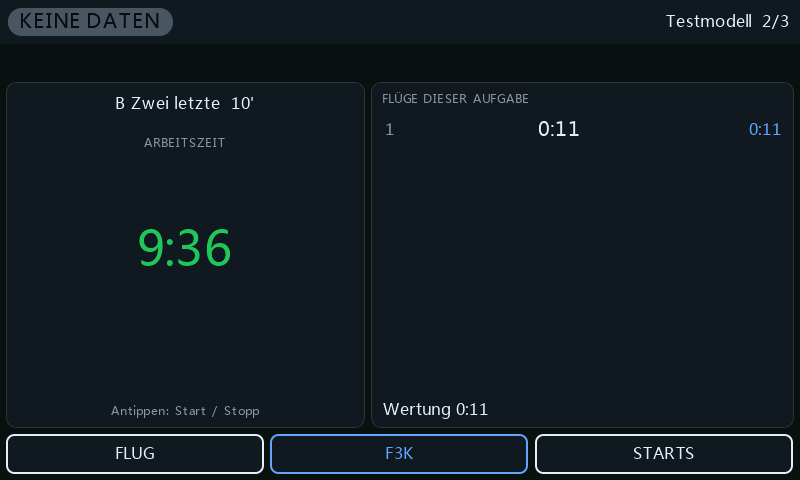 KEINE DATEN
Testmodell 2/3
B Zwei letzte 10'
ARBEITSZEIT
9:36
Antippen: Start / Stopp
FLÜGE DIESER AUFGABE
1 0:11 0:11
Wertung 0:11
FLUG
F3K
STARTS